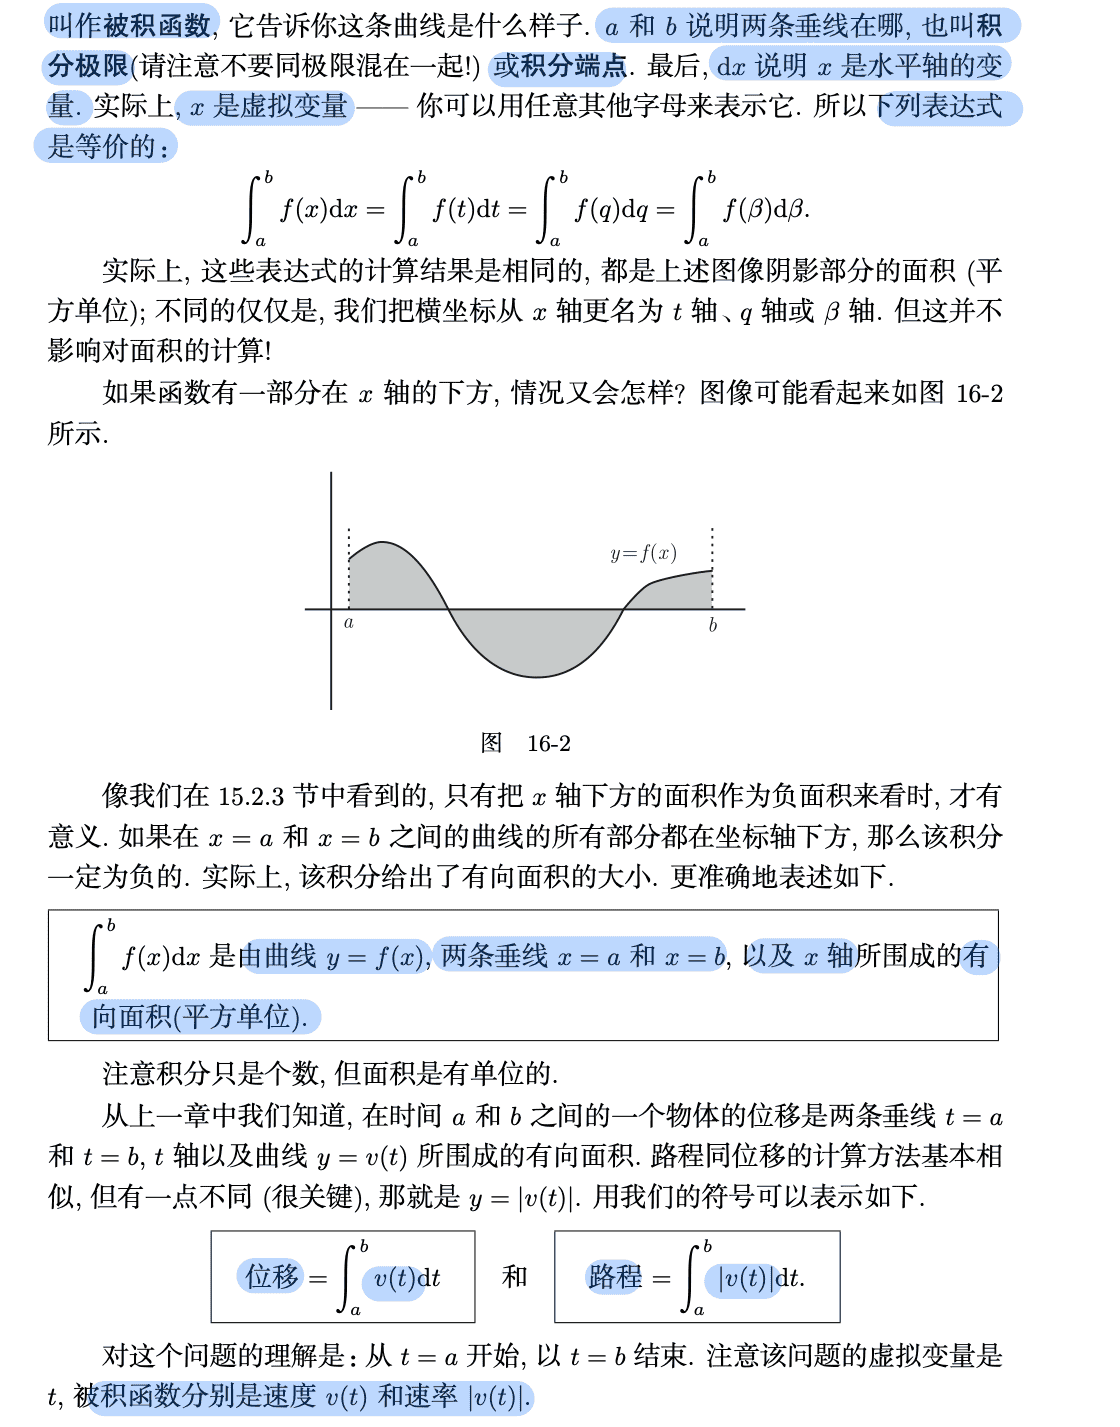 叫作被积函数, 它告诉你这条曲线是什么样子. a 和 b 说明两条垂线在哪, 也叫积
分极限(请注意不要同极限混在一起!) 或积分端点. 最后, dx 说明 x 是水平轴的变
量. 实际上, x 是虚拟变量 —— 你可以用任意其他字母来表示它. 所以下列表达式
是等价的:
∫_a^b f(x)dx = ∫_a^b f(t)dt = ∫_a^b f(q)dq = ∫_a^b f(β)dβ.
实际上, 这些表达式的计算结果是相同的, 都是上述图像阴影部分的面积 (平
方单位); 不同的仅仅是, 我们把横坐标从 x 轴更名为 t 轴、q 轴或 β 轴. 但这并不
影响对面积的计算!
如果函数有一部分在 x 轴的下方, 情况又会怎样? 图像可能看起来如图 16-2
所示.
y=f(x)
a
b
图 16-2
像我们在 15.2.3 节中看到的, 只有把 x 轴下方的面积作为负面积来看时, 才有
意义. 如果在 x = a 和 x = b 之间的曲线的所有部分都在坐标轴下方, 那么该积分
一定为负的. 实际上, 该积分给出了有向面积的大小. 更准确地表述如下.
∫_a^b f(x)dx 是由曲线 y = f(x), 两条垂线 x = a 和 x = b, 以及 x 轴所围成的有
向面积(平方单位).
注意积分只是个数, 但面积是有单位的.
从上一章中我们知道, 在时间 a 和 b 之间的一个物体的位移是两条垂线 t = a
和 t = b, t 轴以及曲线 y = v(t) 所围成的有向面积. 路程同位移的计算方法基本相
似, 但有一点不同 (很关键), 那就是 y = |v(t)|. 用我们的符号可以表示如下.
位移 = ∫_a^b v(t)dt 和 路程 = ∫_a^b |v(t)|dt.
对这个问题的理解是: 从 t = a 开始, 以 t = b 结束. 注意该问题的虚拟变量是
t, 被积函数分别是速度 v(t) 和速率 |v(t)|.